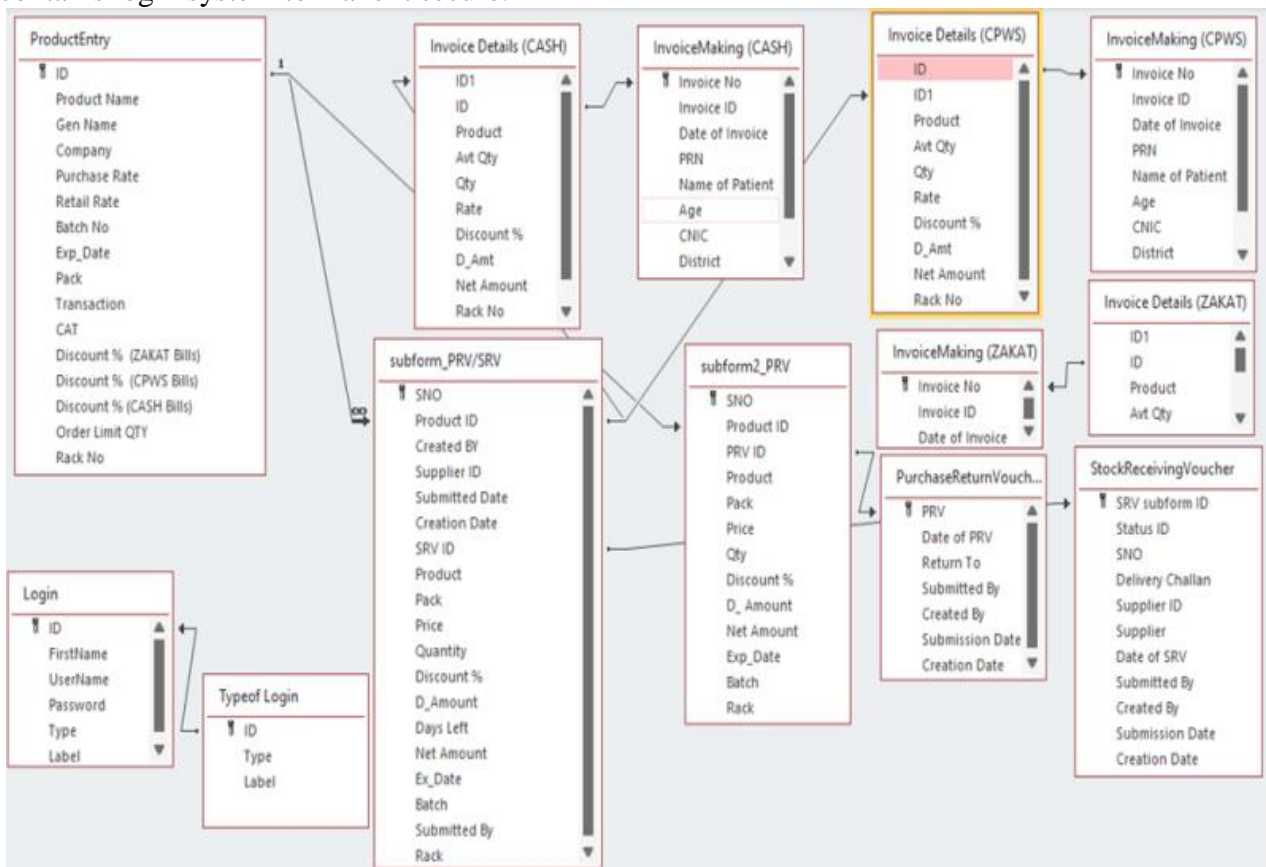 ProductEntry
ID
Product Name
Gen Name
Company
Purchase Rate
Retail Rate
Batch No
Exp_Date
Pack
Transaction
CAT
Discount % (ZAKAT Bills)
Discount % (CPWS Bills)
Discount % (CASH Bills)
Order Limit QTY
Rack No
1
∞
Invoice Details (CASH)
ID1
ID
Product
Avt Qty
Qty
Rate
Discount %
D_Amt
Net Amount
Rack No
InvoiceMaking (CASH)
Invoice No
Invoice ID
Date of Invoice
PRN
Name of Patient
Age
CNIC
District
Invoice Details (CPWS)
ID
ID1
Product
Avt Qty
Qty
Rate
Discount %
D_Amt
Net Amount
Rack No
InvoiceMaking (CPWS)
Invoice No
Invoice ID
Date of Invoice
PRN
Name of Patient
Age
CNIC
District
Invoice Details (ZAKAT)
ID1
ID
Product
Avt Qty
InvoiceMaking (ZAKAT)
Invoice No
Invoice ID
Date of Invoice
subform_PRV/SRV
SNO
Product ID
Created BY
Supplier ID
Submitted Date
Creation Date
SRV ID
Product
Pack
Price
Quantity
Discount %
D_Amount
Days Left
Net Amount
Ex_Date
Batch
Submitted By
Rack
subform2_PRV
SNO
Product ID
PRV ID
Product
Pack
Price
Qty
Discount %
D_ Amount
Net Amount
Exp_Date
Batch
Rack
PurchaseReturnVouch...
PRV
Date of PRV
Return To
Submitted By
Created By
Submission Date
Creation Date
StockReceivingVoucher
SRV subform ID
Status ID
SNO
Delivery Challan
Supplier ID
Supplier
Date of SRV
Submitted By
Created By
Submission Date
Creation Date
Login
ID
FirstName
UserName
Password
Type
Label
Typeof Login
ID
Type
Label